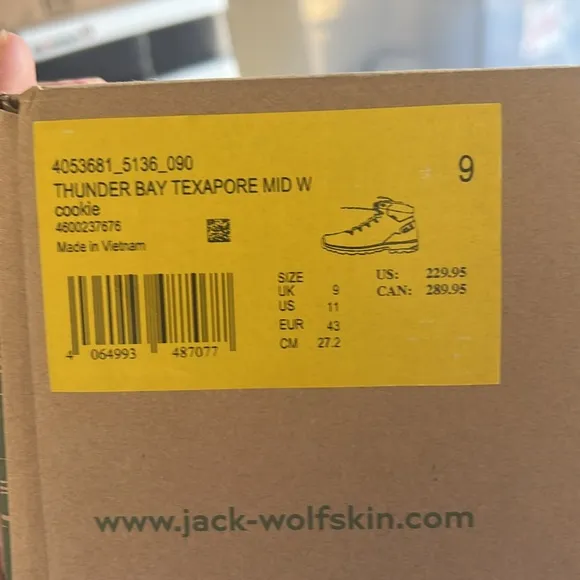 4053681_5136_090
THUNDER BAY TEXAPORE MID W
9
cookie
4600237676
Made in Vietnam
SIZE
UK 9
US 11
EUR 43
CM 27.2
US: 229.95
CAN: 289.95
4 064993 487077
www.jack-wolfskin.com